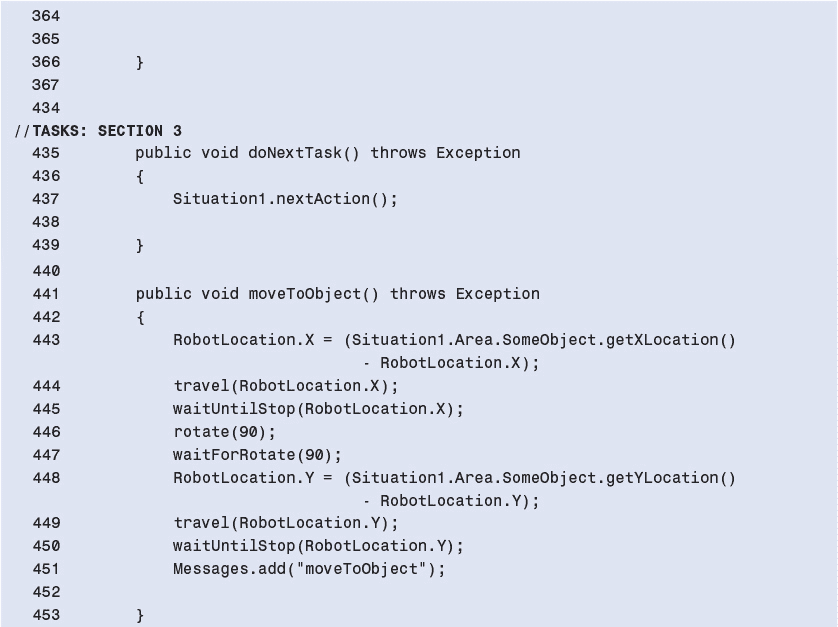 364
365
366        }
367
434
//TASKS: SECTION 3
435        public void doNextTask() throws Exception
436        {
437            Situation1.nextAction();
438
439        }
440
441        public void moveToObject() throws Exception
442        {
443            RobotLocation.X = (Situation1.Area.SomeObject.getXLocation()
                                - RobotLocation.X);
444            travel(RobotLocation.X);
445            waitUntilStop(RobotLocation.X);
446            rotate(90);
447            waitForRotate(90);
448            RobotLocation.Y = (Situation1.Area.SomeObject.getYLocation()
                                - RobotLocation.Y);
449            travel(RobotLocation.Y);
450            waitUntilStop(RobotLocation.Y);
451            Messages.add("moveToObject");
452
453        }